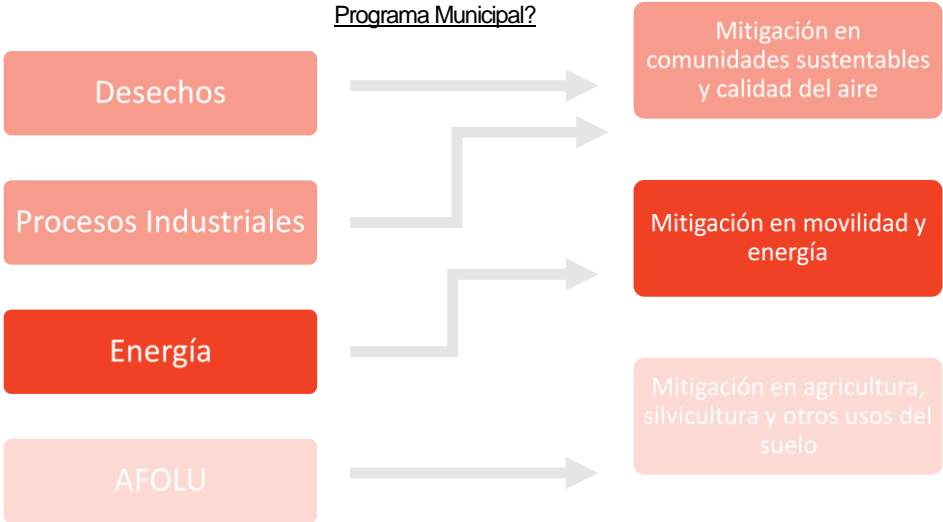 Programa Municipal?
Desechos
Mitigación en
comunidades sustentables
y calidad del aire
Procesos Industriales
Mitigación en movilidad y
energía
Energía
Mitigación en agricultura,
silvicultura y otros usos del
suelo
AFOLU